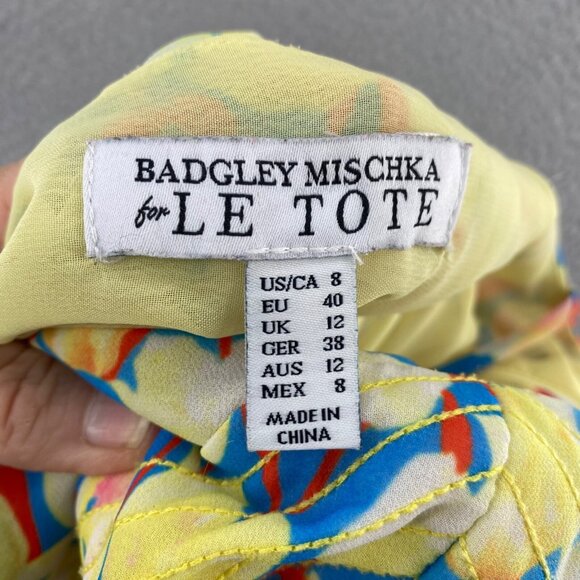 BADGLEY MISCHKA
for LE TOTE
US/CA 8
EU 40
UK 12
GER 38
AUS 12
MEX 8
MADE IN
CHINA